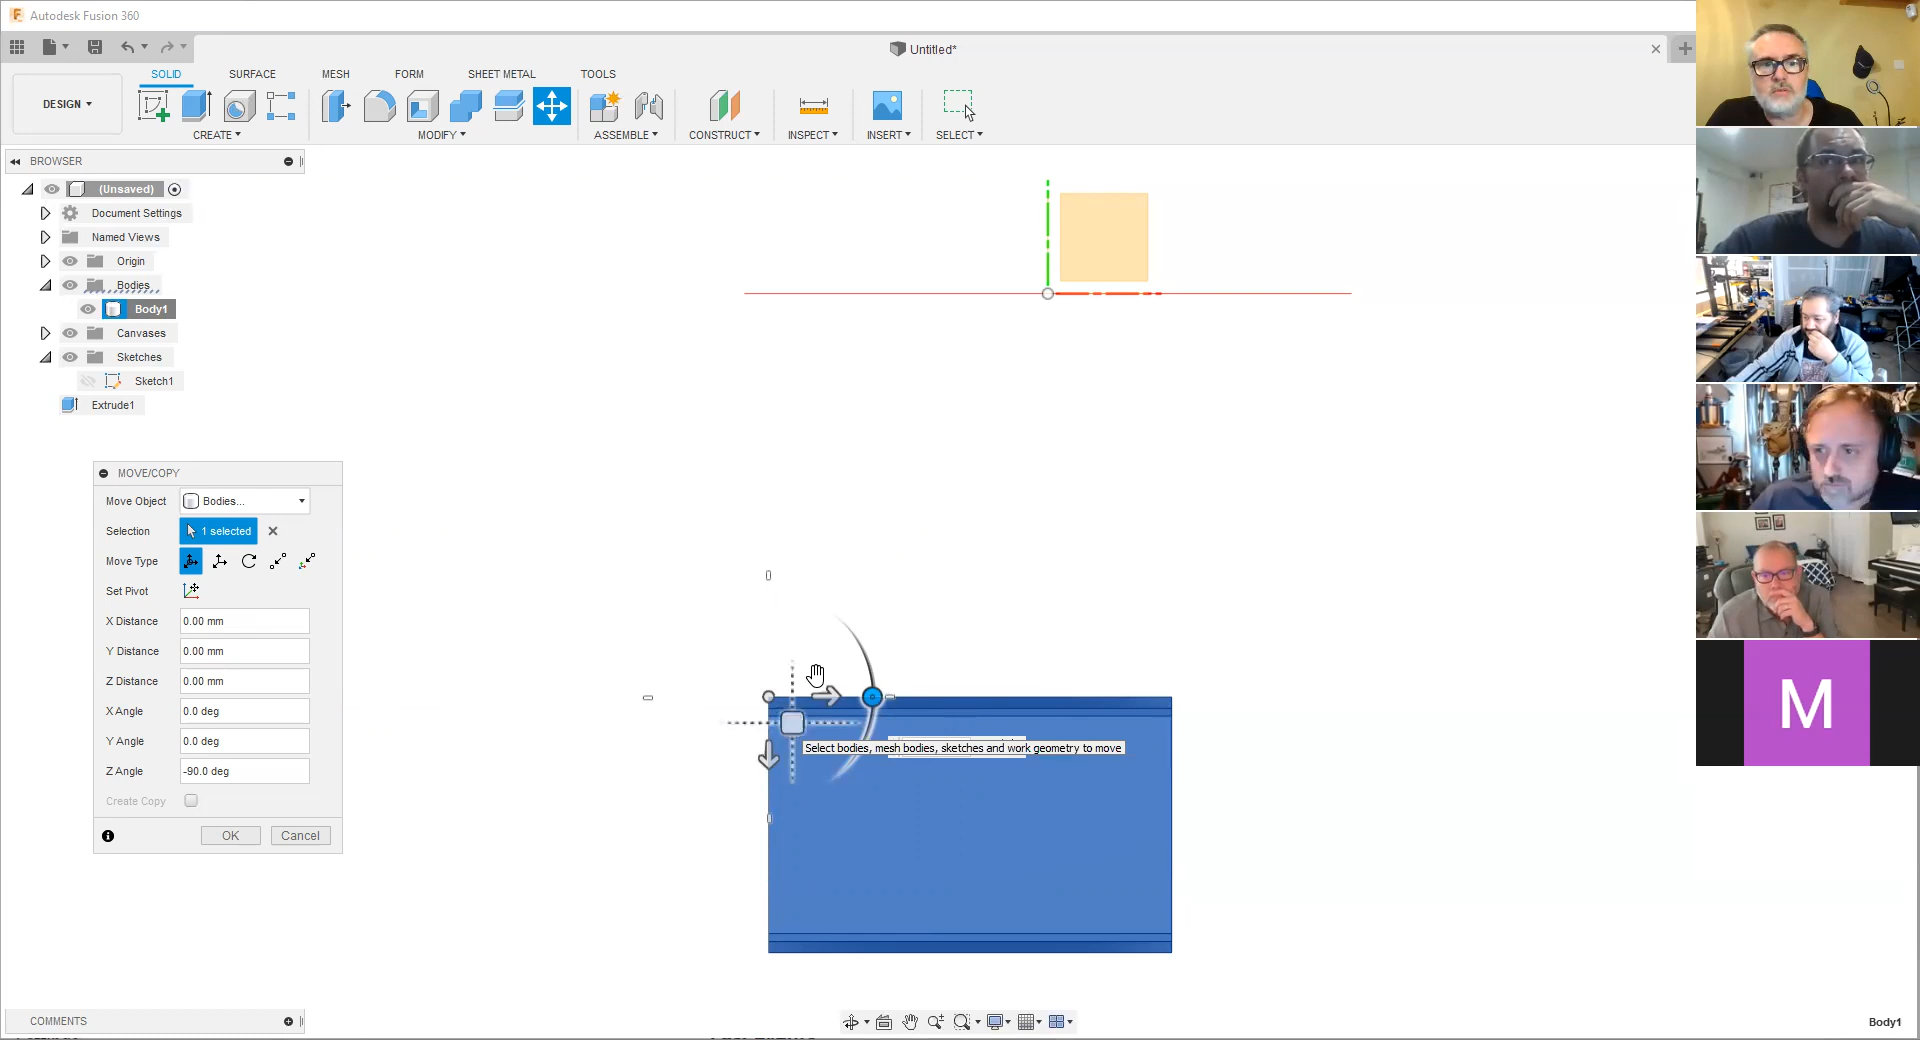 Autodesk Fusion 360
Untitled*
SOLID SURFACE MESH FORM SHEET METAL TOOLS
DESIGN
CREATE MODIFY ASSEMBLE CONSTRUCT INSPECT INSERT SELECT
BROWSER
(Unsaved)
Document Settings
Named Views
Origin
Bodies
Body1
Canvases
Sketches
Sketch1
Extrude1
MOVE/COPY
Move Object Bodies...
Selection 1 selected
Move Type
Set Pivot
X Distance 0.00 mm
Y Distance 0.00 mm
Z Distance 0.00 mm
X Angle 0.0 deg
Y Angle 0.0 deg
Z Angle -90.0 deg
Create Copy
OK Cancel
Select bodies, mesh bodies, sketches and work geometry to move
M
COMMENTS
Body1